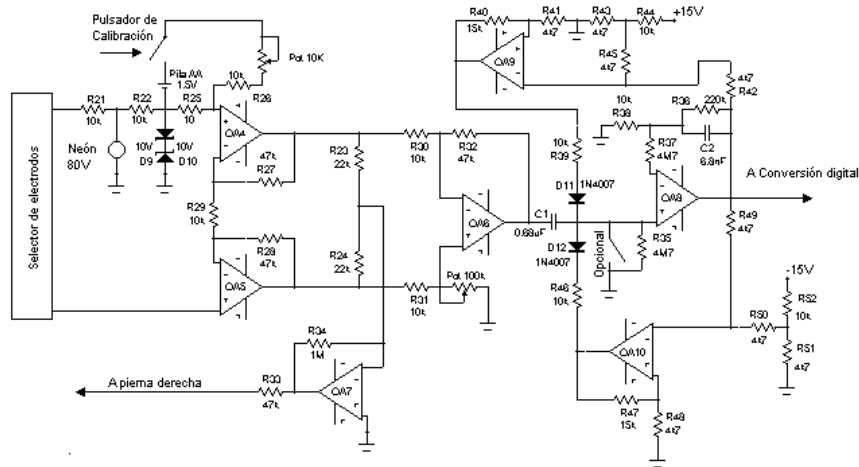 Pulsador de
Calibración
Pila AA
1.5V
Pot 10K
10k
R26
R21
10k
R22
10k
R25
10
Neón
80V
10V
10V
D9
D10
OA4
47k
R27
R29
10k
R28
47k
OA5
Selector de electrodos
R23
22k
R24
22k
R30
10k
R32
47k
OA6
R31
10k
Pot 100k
R34
1M
R33
47k
OA7
A pierna derecha
R40
15k
R41
4k7
R43
4k7
R44
10k
+15V
R45
4k7
10k
OA9
4k7
R42
R36
220k
R38
C2
6.8nF
R37
4M7
10k
R39
D11
1N4007
C1
0.68uF
D12
1N4007
Opcional
R35
4M7
OA8
A Conversión digital
R49
4k7
R46
10k
OA10
R47
15k
R48
4k7
-15V
R52
10k
R50
4k7
R51
4k7